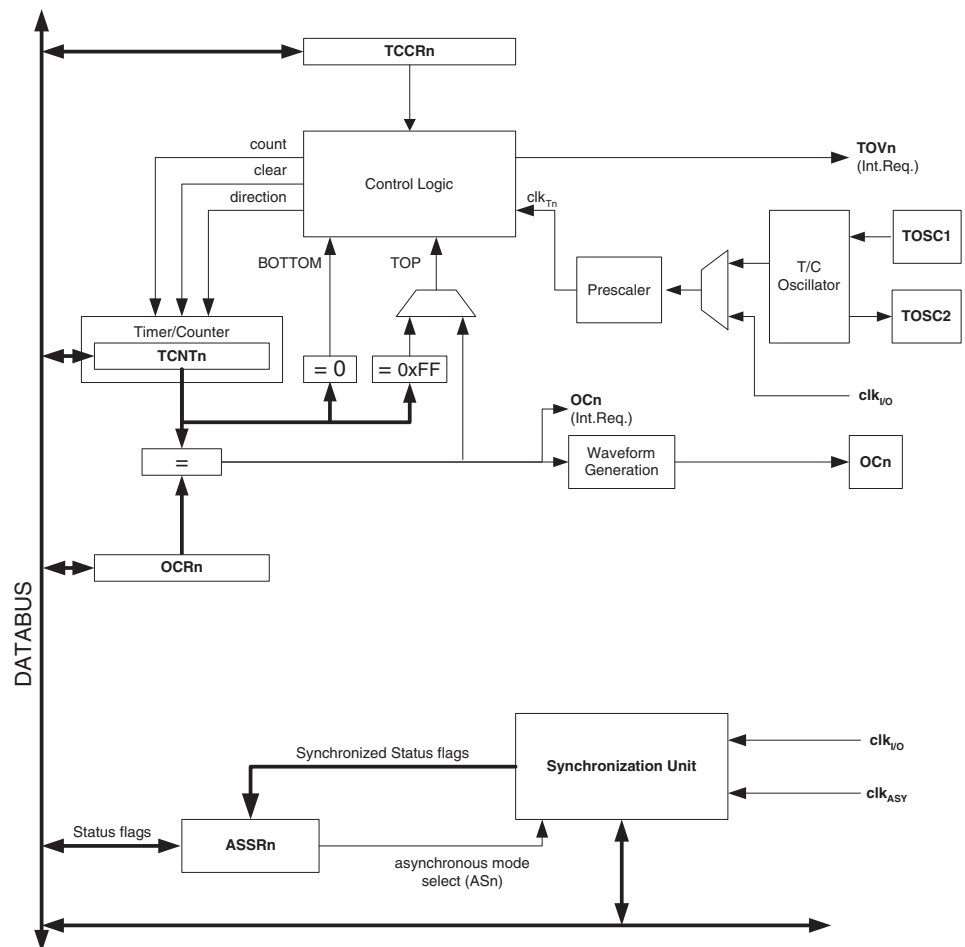 TCCRn
count
clear
direction
Control Logic
TOVn
(Int.Req.)
clkTn
BOTTOM
TOP
Prescaler
T/C
Oscillator
TOSC1
TOSC2
Timer/Counter
TCNTn
= 0
= 0xFF
clkI/O
OCn
(Int.Req.)
=
Waveform
Generation
OCn
OCRn
DATABUS
Synchronized Status flags
Synchronization Unit
clkI/O
clkASY
Status flags
ASSRn
asynchronous mode
select (ASn)